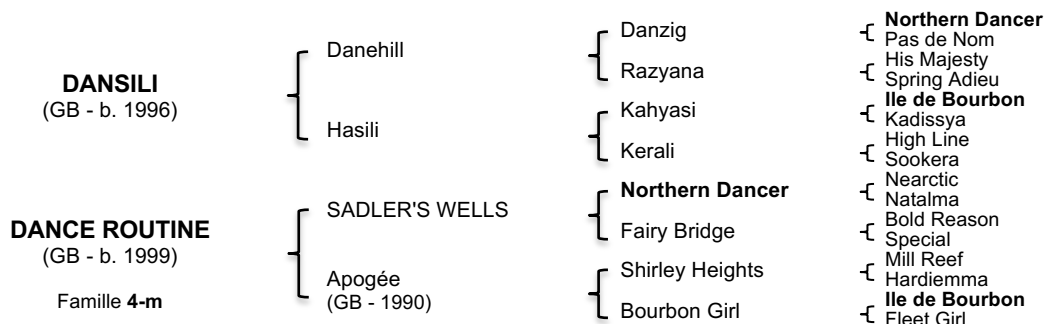 DANSILI
(GB - b. 1996)
Danehill
Hasili
Danzig
Razyana
Kahyasi
Kerali
Northern Dancer
Pas de Nom
His Majesty
Spring Adieu
Ile de Bourbon
Kadissya
High Line
Sookera
DANCE ROUTINE
(GB - b. 1999)
Famille 4-m
SADLER'S WELLS
Apogée
(GB - 1990)
Northern Dancer
Fairy Bridge
Shirley Heights
Bourbon Girl
Nearctic
Natalma
Bold Reason
Special
Mill Reef
Hardiemma
Ile de Bourbon
Fleet Girl